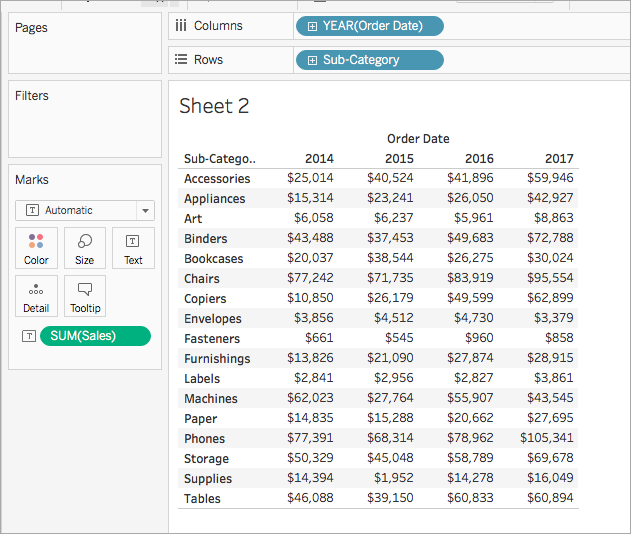 Pages
Columns
YEAR(Order Date)
Rows
Sub-Category
Filters
Marks
Automatic
Color Size Text
Detail Tooltip
SUM(Sales)
Sheet 2
Order Date
Sub-Catego.. 2014 2015 2016 2017
Accessories $25,014 $40,524 $41,896 $59,946
Appliances $15,314 $23,241 $26,050 $42,927
Art $6,058 $6,237 $5,961 $8,863
Binders $43,488 $37,453 $49,683 $72,788
Bookcases $20,037 $38,544 $26,275 $30,024
Chairs $77,242 $71,735 $83,919 $95,554
Copiers $10,850 $26,179 $49,599 $62,899
Envelopes $3,856 $4,512 $4,730 $3,379
Fasteners $661 $545 $960 $858
Furnishings $13,826 $21,090 $27,874 $28,915
Labels $2,841 $2,956 $2,827 $3,861
Machines $62,023 $27,764 $55,907 $43,545
Paper $14,835 $15,288 $20,662 $27,695
Phones $77,391 $68,314 $78,962 $105,341
Storage $50,329 $45,048 $58,789 $69,678
Supplies $14,394 $1,952 $14,278 $16,049
Tables $46,088 $39,150 $60,833 $60,894